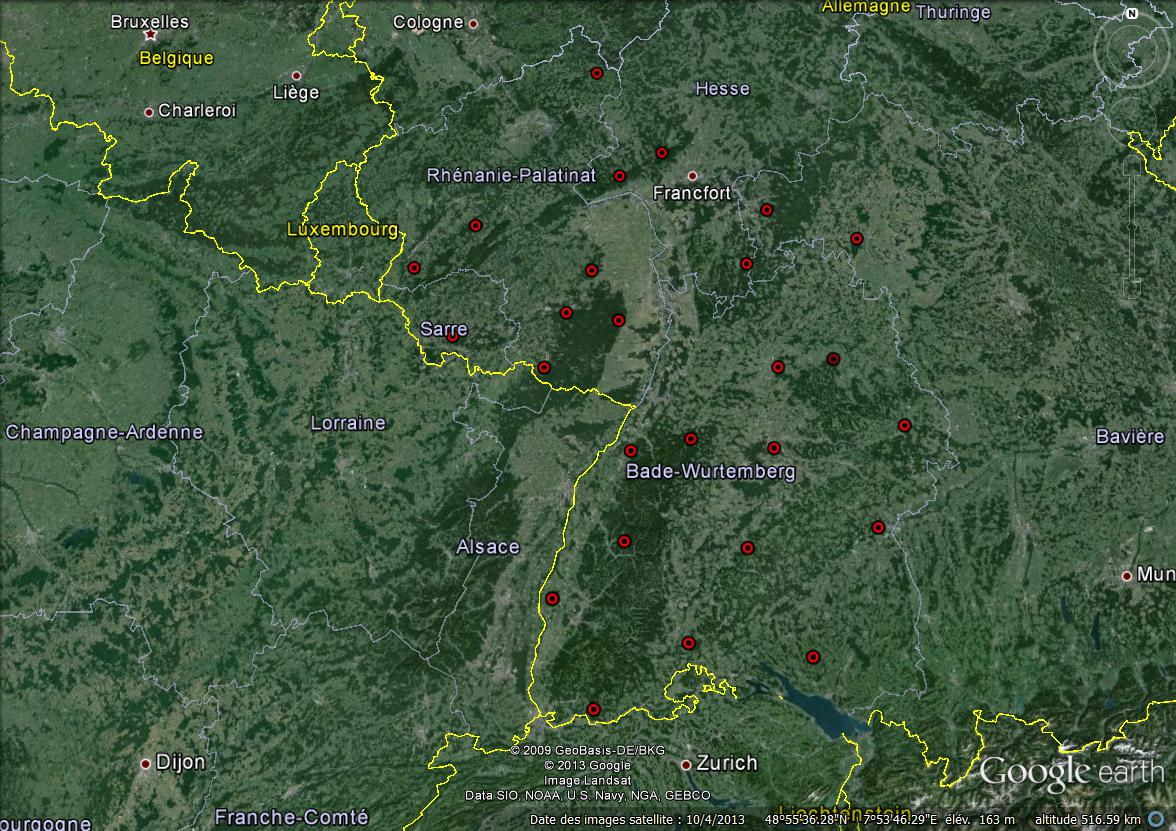 Allemagne
Thuringe
N
Bruxelles
Cologne
Belgique
Liège
Charleroi
Hesse
Rhénanie-Palatinat
Francfort
Luxembourg
Sarre
Lorraine
Champagne-Ardenne
Bavière
Bade-Wurtemberg
Alsace
Mun
Dijon
Zurich
© 2009 GeoBasis-DE/BKG
© 2013 Google
Image Landsat
Data SIO, NOAA, U.S. Navy, NGA, GEBCO
Google earth
Franche-Comté
ourgogne
Liechtenstein
Date des images satellite : 10/4/2013 48°55'36.28"N 7°53'46.29"E élév. 163 m altitude 516.59 km